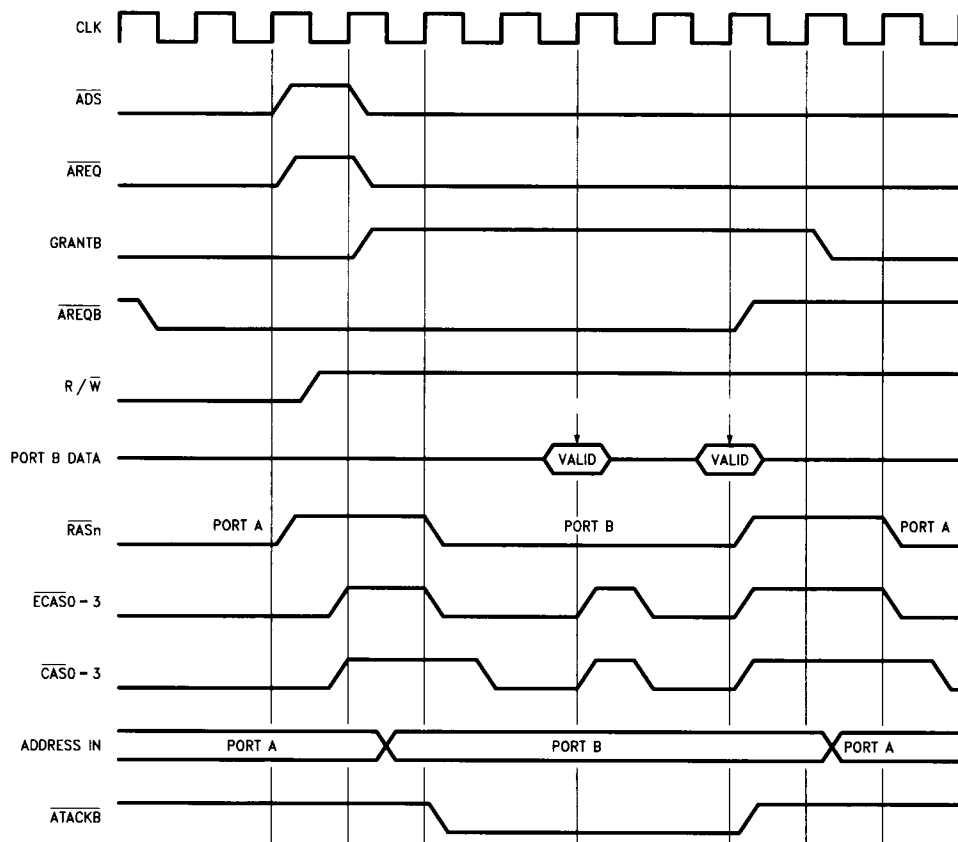 CLK
ADS
AREQ
GRANTB
AREQB
R/W
PORT B DATA VALID VALID
RASn PORT A PORT B PORT A
ECAS0-3
CAS0-3
ADDRESS IN PORT A PORT B PORT A
ATACKB